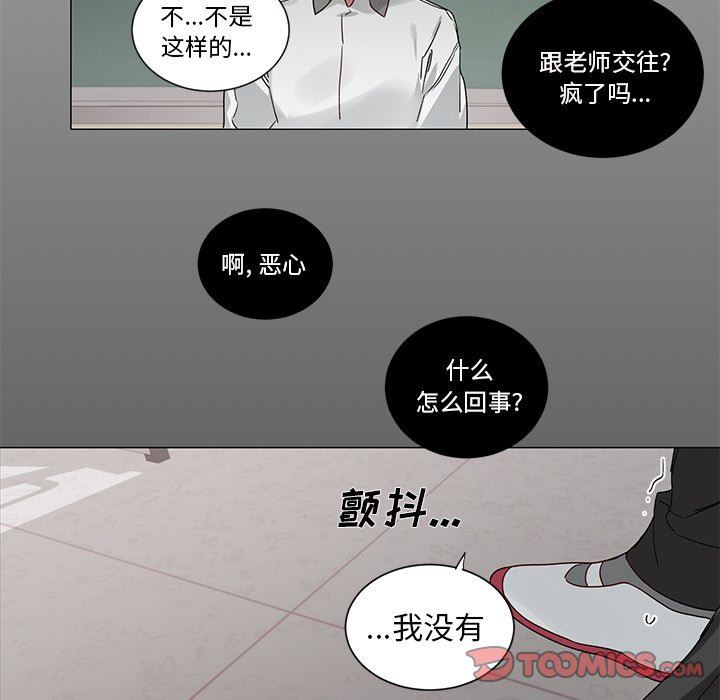 不...不是
这样的...
跟老师交往?
疯了吗...
啊, 恶心
什么
怎么回事?
颤抖...
...我没有
TOOMICS.COM